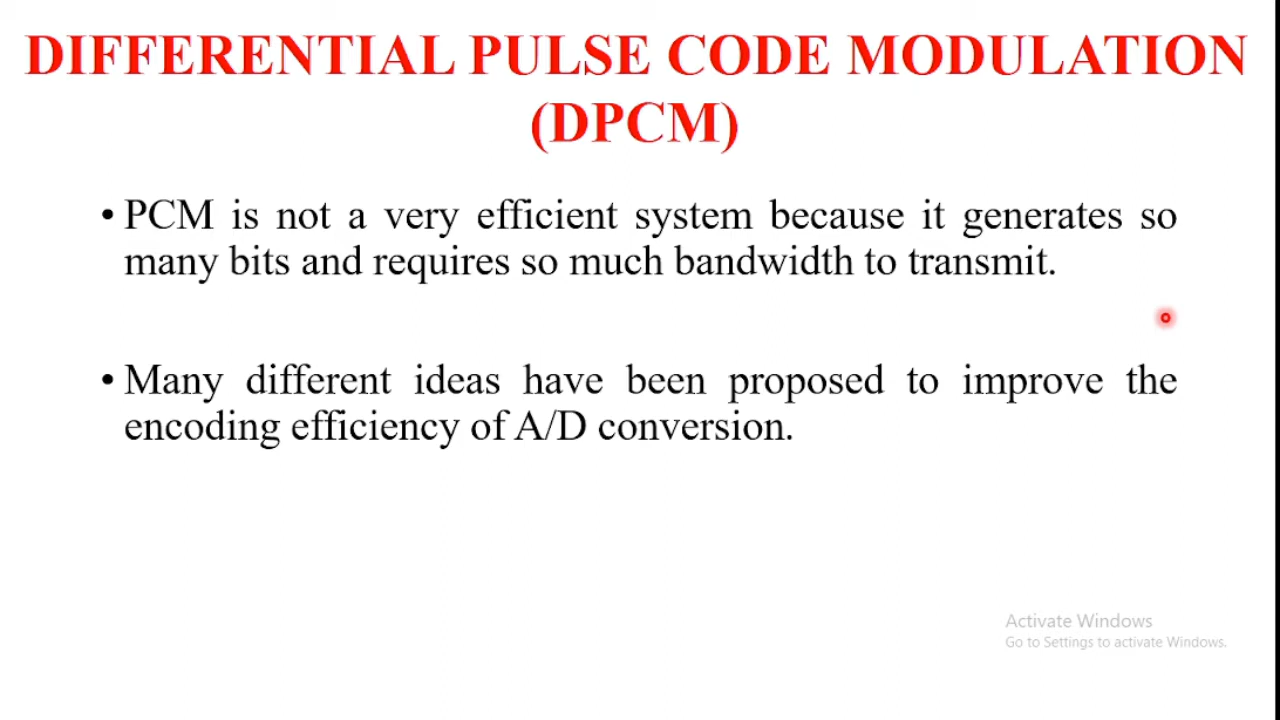 DIFFERENTIAL PULSE CODE MODULATION
(DPCM)
• PCM is not a very efficient system because it generates so
many bits and requires so much bandwidth to transmit.
• Many different ideas have been proposed to improve the
encoding efficiency of A/D conversion.
Activate Windows
Go to Settings to activate Windows.